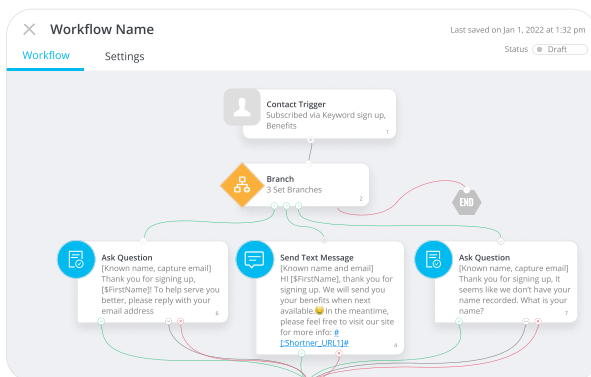 Workflow Name
Last saved on Jan 1, 2022 at 1:32 pm
Workflow
Settings
Status
Draft
Contact Trigger
Subscribed via Keyword sign up,
Benefits
1
Branch
3 Set Branches
2
END
Ask Question
[Known name, capture email]
Thank you for signing up,
[$FirstName]! To help serve you
better, please reply with your
email address
6
Send Text Message
[Known name and email]
HI [$FirstName], thank you for
signing up. We will send you
your benefits when next
available.😀 In the meantime,
please feel free to visit our site
for more info: #
[:Shortner_URL1]#
4
Ask Question
[Known name, capture email]
Thank you for signing up, It
seems like we don't have your
name recorded. What is your
name?
7